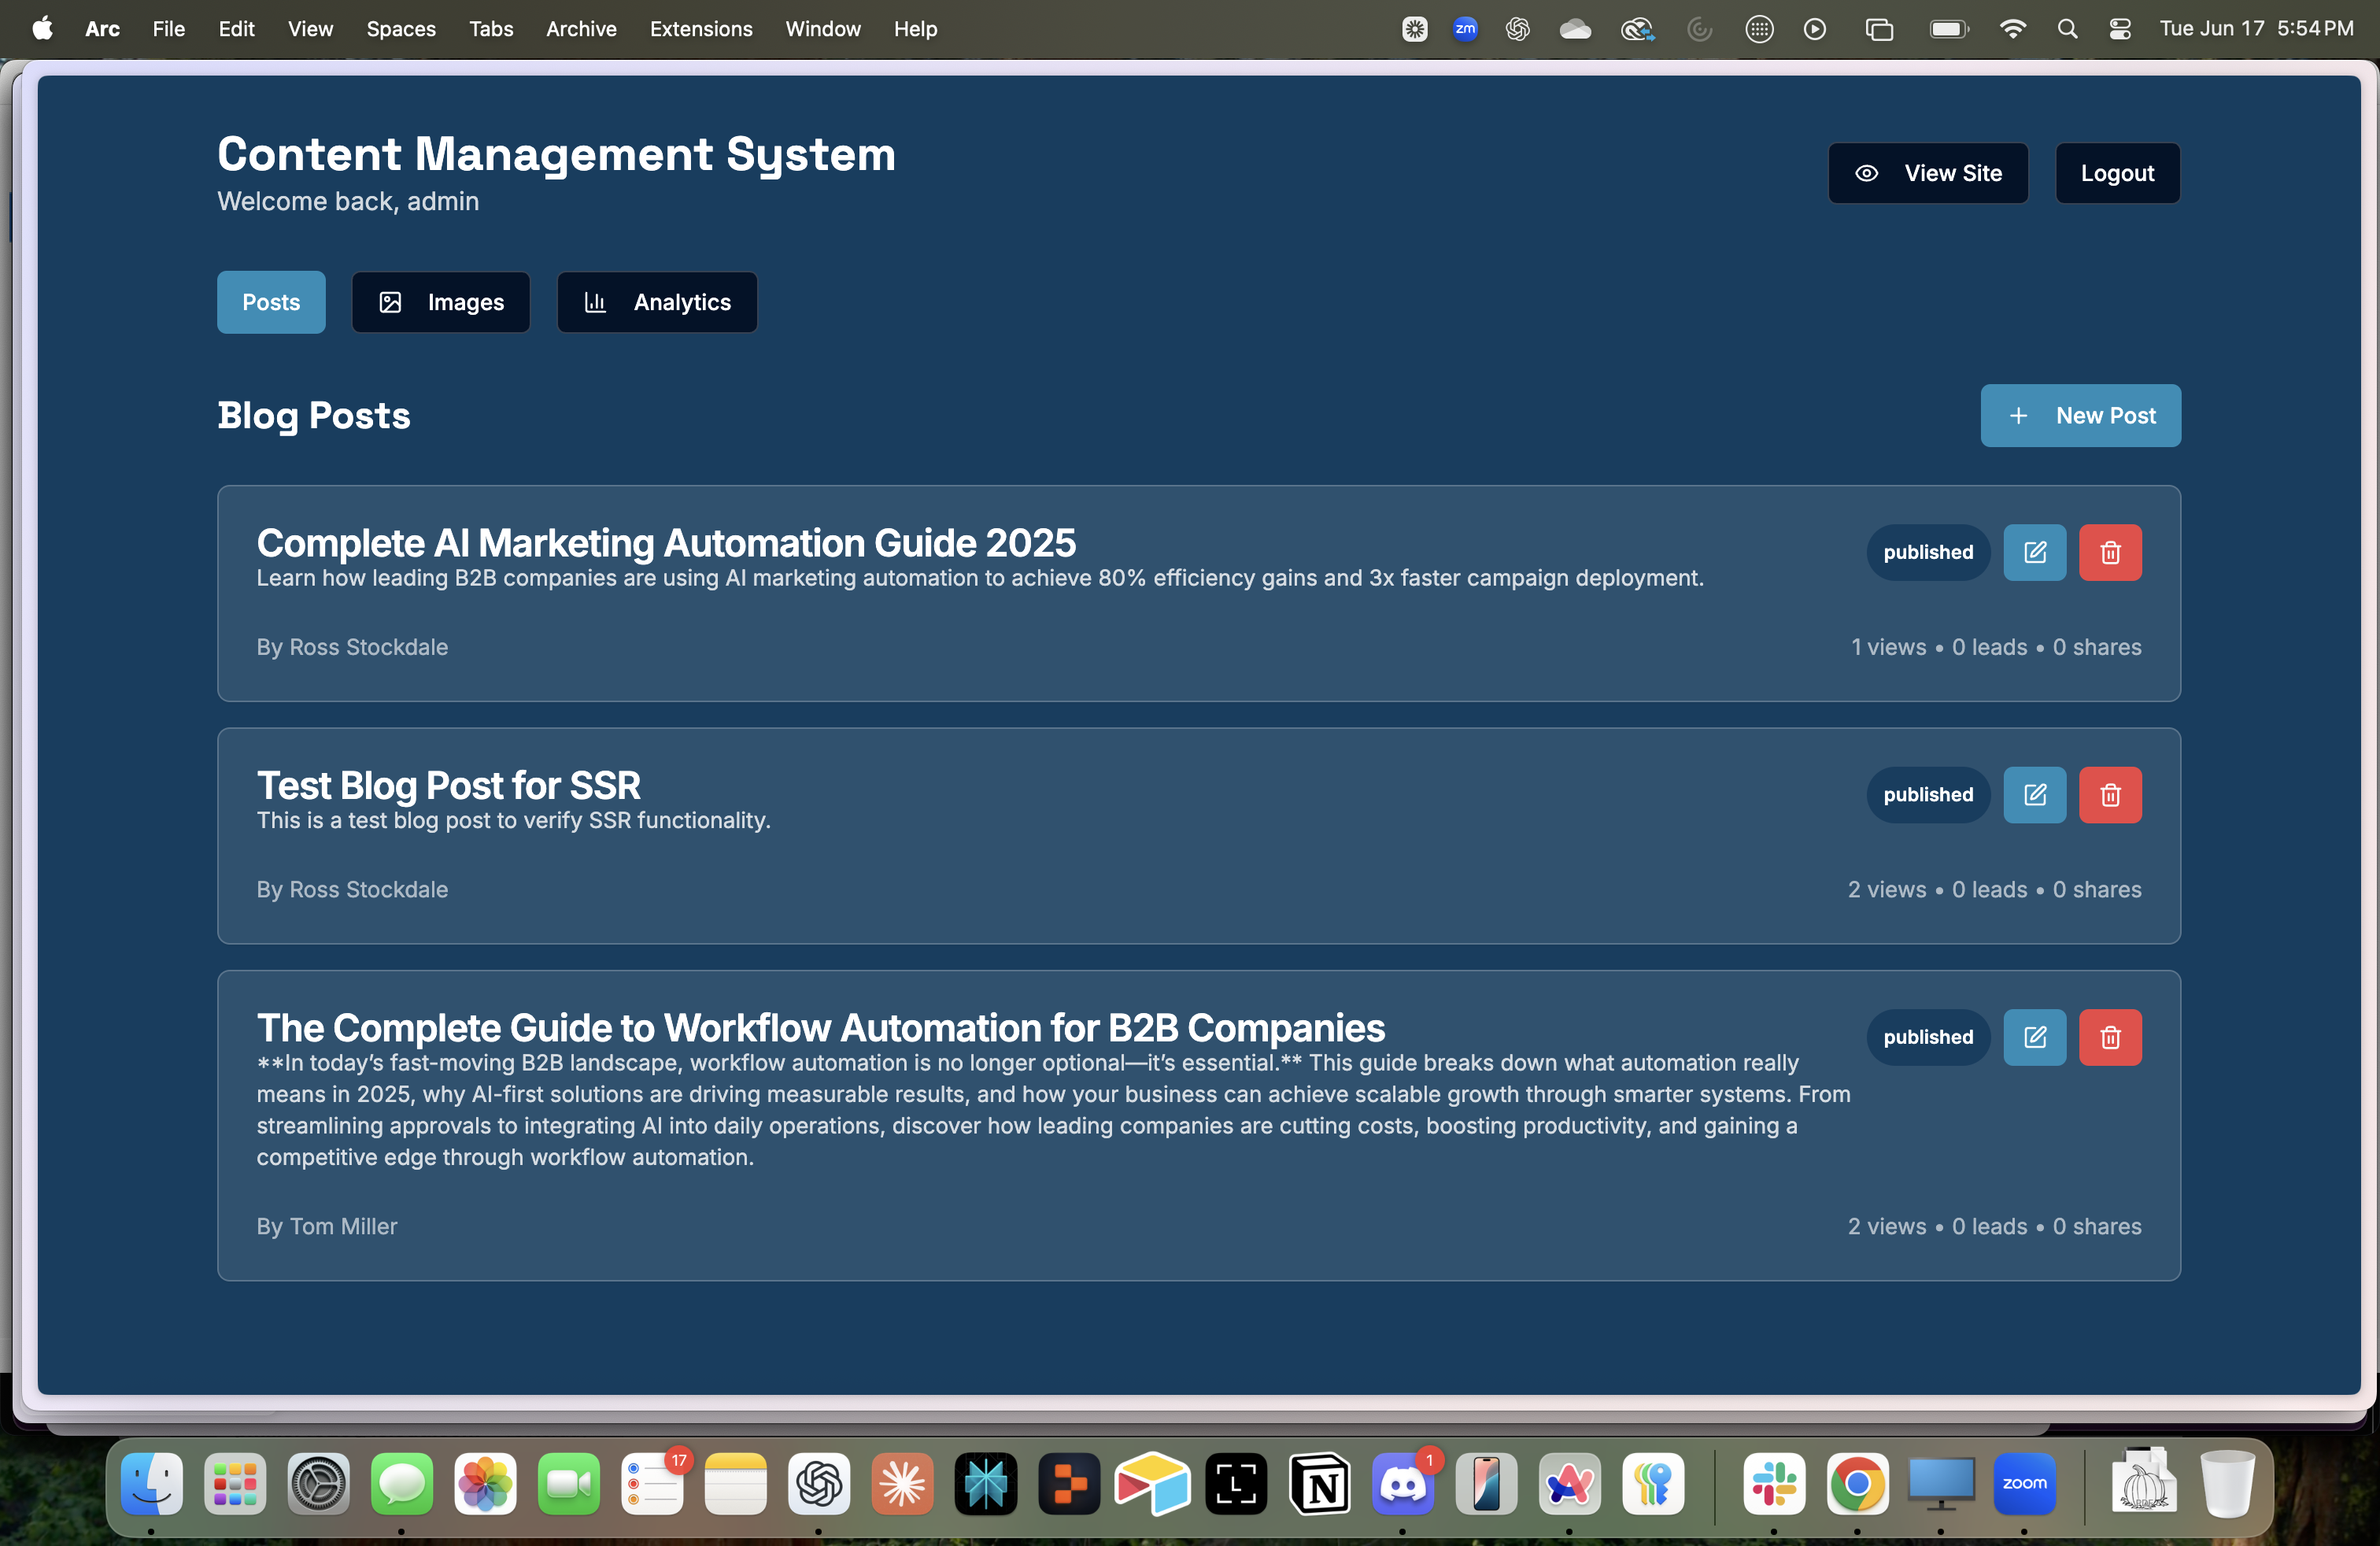 Arc File Edit View Spaces Tabs Archive Extensions Window Help zm Tue Jun 17 5:54 PM
Content Management System
Welcome back, admin
View Site
Logout
Posts
Images
Analytics
Blog Posts
New Post
Complete AI Marketing Automation Guide 2025
published
Learn how leading B2B companies are using AI marketing automation to achieve 80% efficiency gains and 3x faster campaign deployment.
By Ross Stockdale
1 views • 0 leads • 0 shares
Test Blog Post for SSR
published
This is a test blog post to verify SSR functionality.
By Ross Stockdale
2 views • 0 leads • 0 shares
The Complete Guide to Workflow Automation for B2B Companies
published
**In today’s fast-moving B2B landscape, workflow automation is no longer optional—it’s essential.** This guide breaks down what automation really
means in 2025, why AI-first solutions are driving measurable results, and how your business can achieve scalable growth through smarter systems. From
streamlining approvals to integrating AI into daily operations, discover how leading companies are cutting costs, boosting productivity, and gaining a
competitive edge through workflow automation.
By Tom Miller
2 views • 0 leads • 0 shares
17
L
N
1
zoom